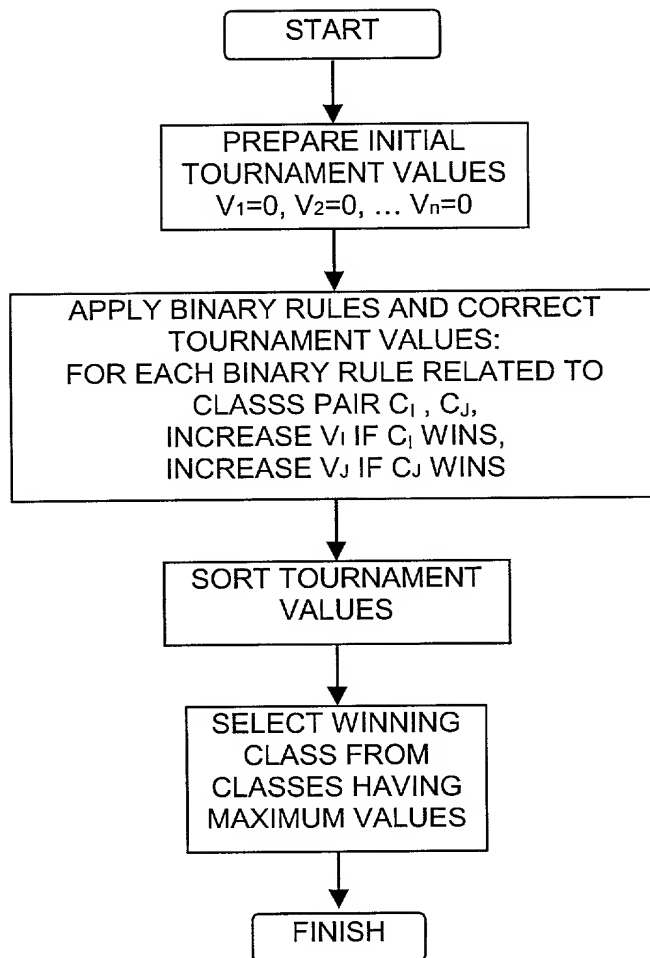 START
PREPARE INITIAL
TOURNAMENT VALUES
V1=0, V2=0, ... Vn=0
APPLY BINARY RULES AND CORRECT
TOURNAMENT VALUES:
FOR EACH BINARY RULE RELATED TO
CLASSS PAIR CI , CJ,
INCREASE VI IF CI WINS,
INCREASE VJ IF CJ WINS
SORT TOURNAMENT
VALUES
SELECT WINNING
CLASS FROM
CLASSES HAVING
MAXIMUM VALUES
FINISH